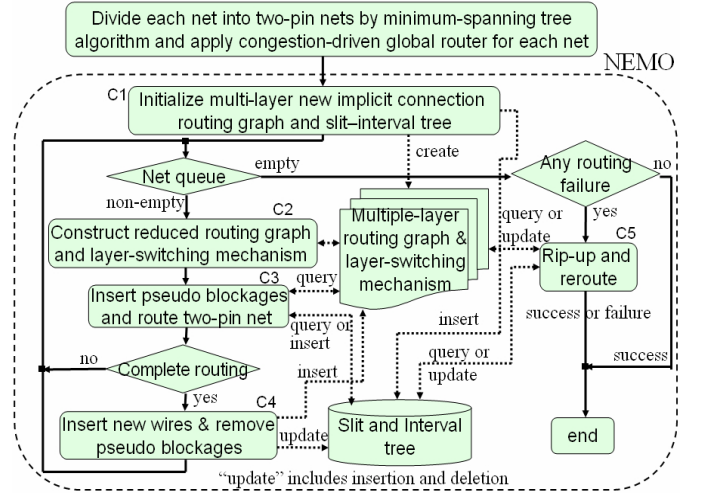 Divide each net into two-pin nets by minimum-spanning tree
algorithm and apply congestion-driven global router for each net
NEMO
C1
Initialize multi-layer new implicit connection
routing graph and slit–interval tree
create
Net queue
empty
non-empty
Any routing
failure
no
yes
C2
Construct reduced routing graph
and layer-switching mechanism
Multiple-layer
routing graph &
layer-switching
mechanism
query or
update
C5
Rip-up and
reroute
C3
query
Insert pseudo blockages
and route two-pin net
query or
insert
insert
success or failure
no
Complete routing
yes
insert
query or
update
success
C4
Insert new wires & remove
pseudo blockages
update
Slit and Interval
tree
end
“update” includes insertion and deletion